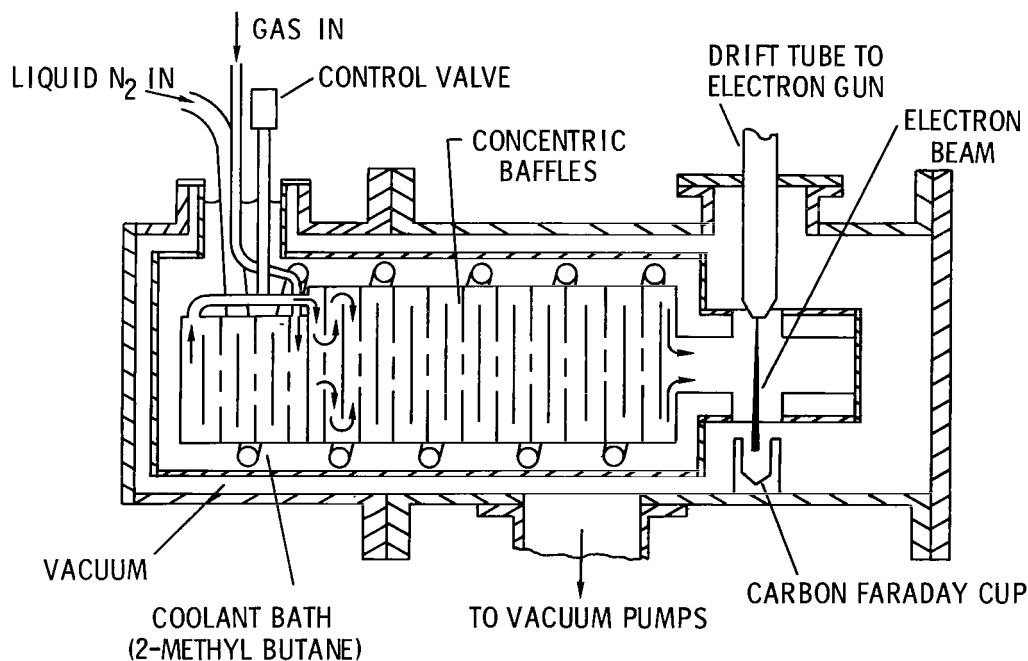 GAS IN
LIQUID N2 IN
CONTROL VALVE
CONCENTRIC
BAFFLES
DRIFT TUBE TO
ELECTRON GUN
ELECTRON
BEAM
VACUUM
COOLANT BATH
(2-METHYL BUTANE)
TO VACUUM PUMPS
CARBON FARADAY CUP